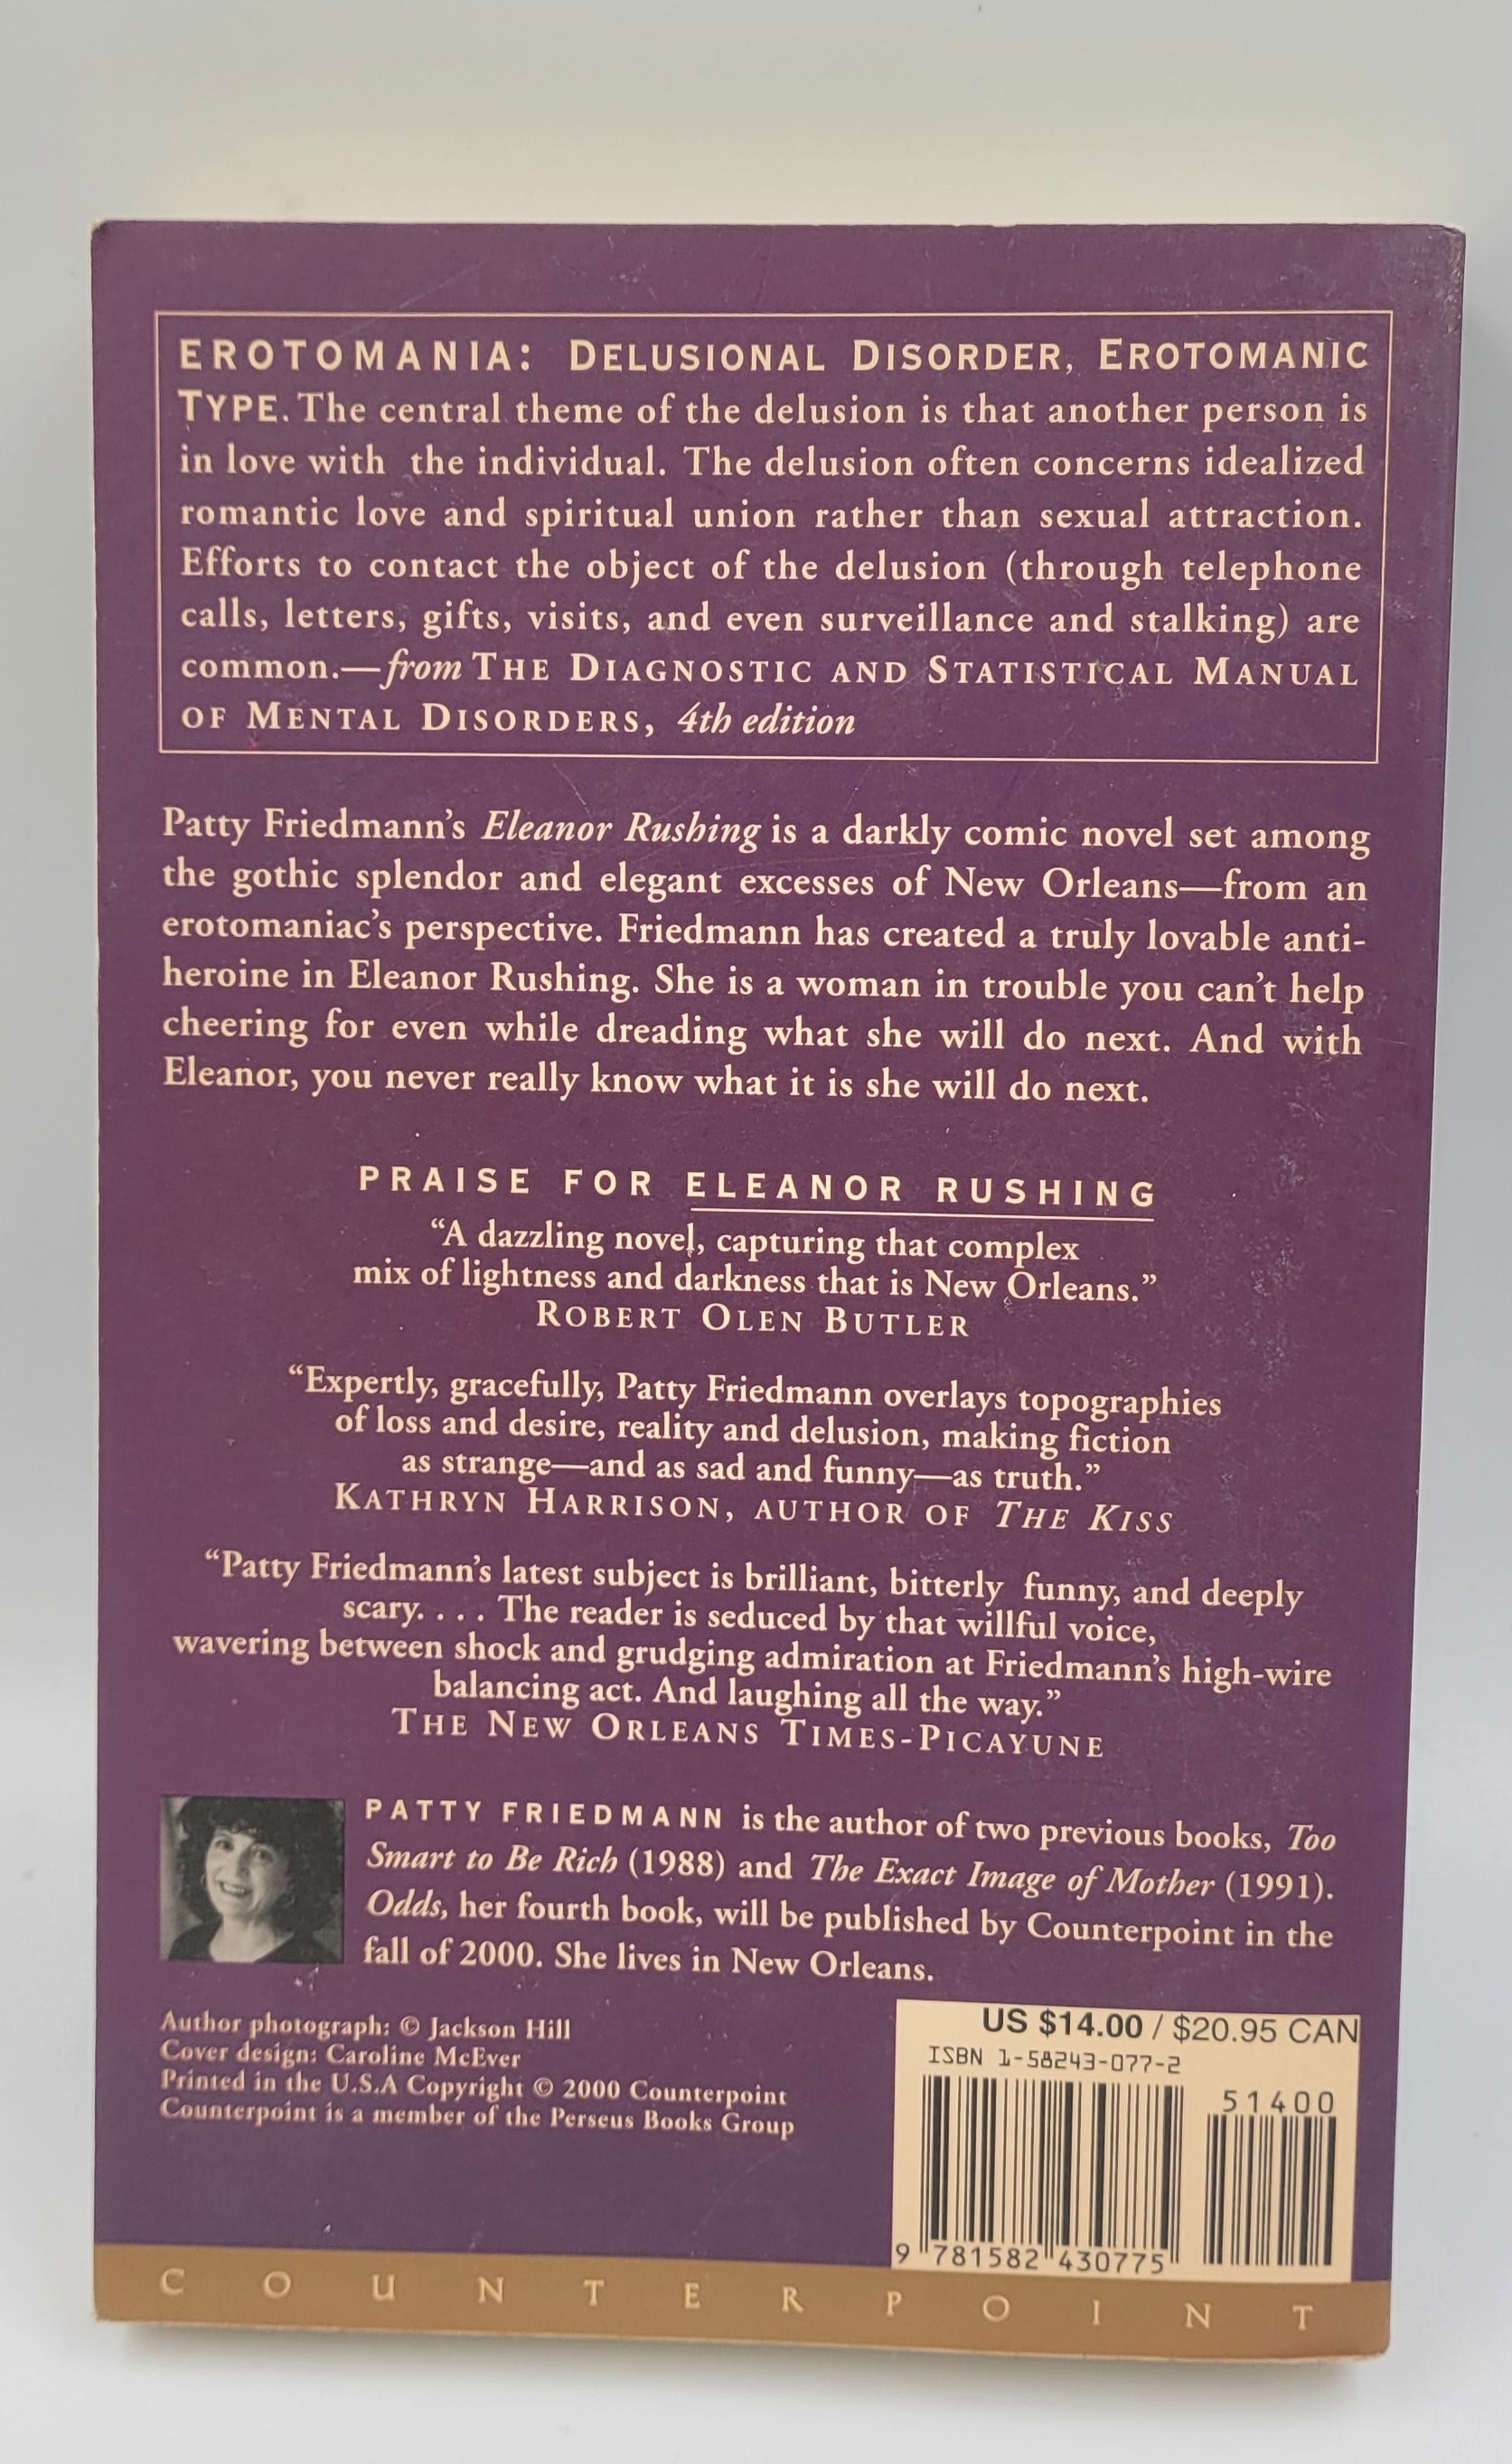 EROTOMANIA: DELUSIONAL DISORDER, EROTOMANIC
TYPE. The central theme of the delusion is that another person is
in love with the individual. The delusion often concerns idealized
romantic love and spiritual union rather than sexual attraction.
Efforts to contact the object of the delusion (through telephone
calls, letters, gifts, visits, and even surveillance and stalking) are
common.—from THE DIAGNOSTIC AND STATISTICAL MANUAL
OF MENTAL DISORDERS, 4th edition
Patty Friedmann's Eleanor Rushing is a darkly comic novel set among
the gothic splendor and elegant excesses of New Orleans—from an
erotomaniac's perspective. Friedmann has created a truly lovable anti-
heroine in Eleanor Rushing. She is a woman in trouble you can't help
cheering for even while dreading what she will do next. And with
Eleanor, you never really know what it is she will do next.
PRAISE FOR ELEANOR RUSHING
“A dazzling novel, capturing that complex
mix of lightness and darkness that is New Orleans.”
ROBERT OLEN BUTLER
“Expertly, gracefully, Patty Friedmann overlays topographies
of loss and desire, reality and delusion, making fiction
as strange—and as sad and funny—as truth.”
KATHRYN HARRISON, AUTHOR OF THE KISS
“Patty Friedmann's latest subject is brilliant, bitterly funny, and deeply
scary. . . . The reader is seduced by that willful voice,
wavering between shock and grudging admiration at Friedmann's high-wire
balancing act. And laughing all the way.”
THE NEW ORLEANS TIMES-PICAYUNE
PATTY FRIEDMANN is the author of two previous books, Too
Smart to Be Rich (1988) and The Exact Image of Mother (1991).
Odds, her fourth book, will be published by Counterpoint in the
fall of 2000. She lives in New Orleans.
Author photograph: © Jackson Hill
Cover design: Caroline McEver
Printed in the U.S.A Copyright © 2000 Counterpoint
Counterpoint is a member of the Perseus Books Group
US $14.00 / $20.95 CAN
ISBN 1-58243-077-2
51400
9 781582 430775
COUNTERPOINT